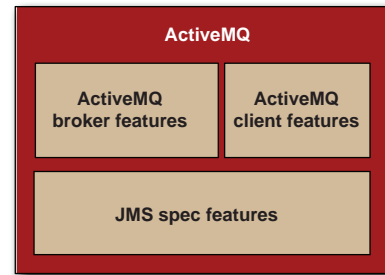 ActiveMQ
ActiveMQ
broker features
ActiveMQ
client features
JMS spec features